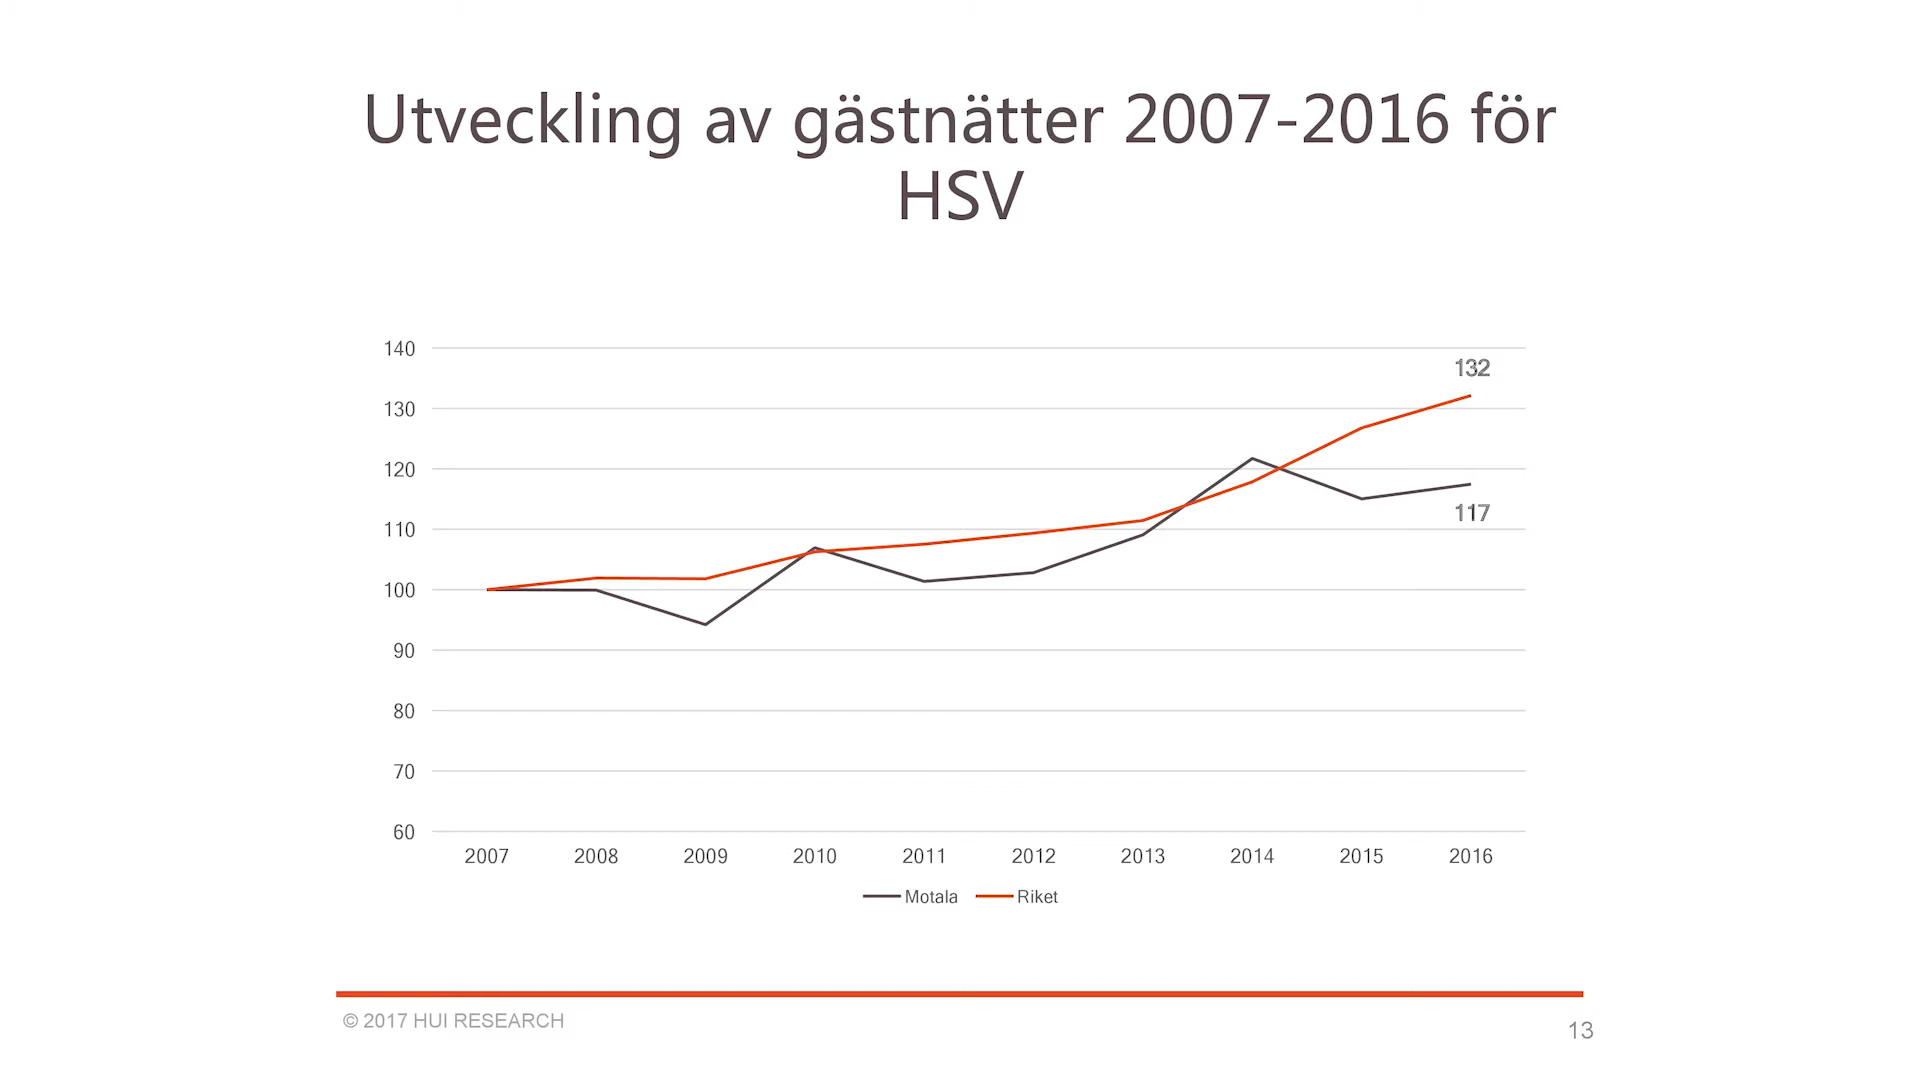 Utveckling av gästnätter 2007-2016 för
HSV
140
130
120
110
100
90
80
70
60
132
117
2007 2008 2009 2010 2011 2012 2013 2014 2015 2016
Motala Riket
© 2017 HUI RESEARCH
13